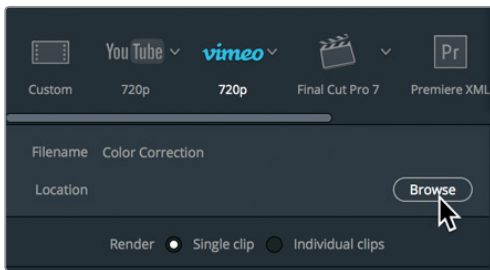 YouTube vimeo Pr
Custom 720p 720p Final Cut Pro 7 Premiere XML
Filename Color Correction
Location Browse
Render Single clip Individual clips